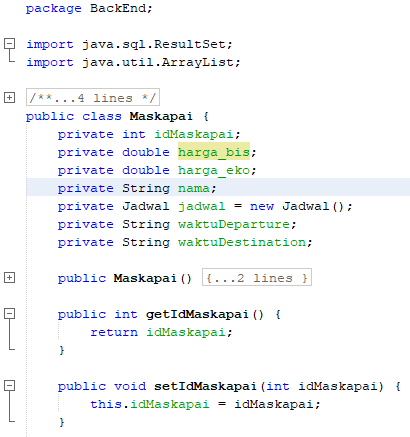 package BackEnd;
import java.sql.ResultSet;
import java.util.ArrayList;
/**...4 lines */
public class Maskapai {
private int idMaskapai;
private double harga_bis;
private double harga_eko;
private String nama;
private Jadwal jadwal = new Jadwal();
private String waktuDeparture;
private String waktuDestination;
public Maskapai() {...2 lines }
public int getIdMaskapai() {
return idMaskapai;
}
public void setIdMaskapai(int idMaskapai) {
this.idMaskapai = idMaskapai;
}